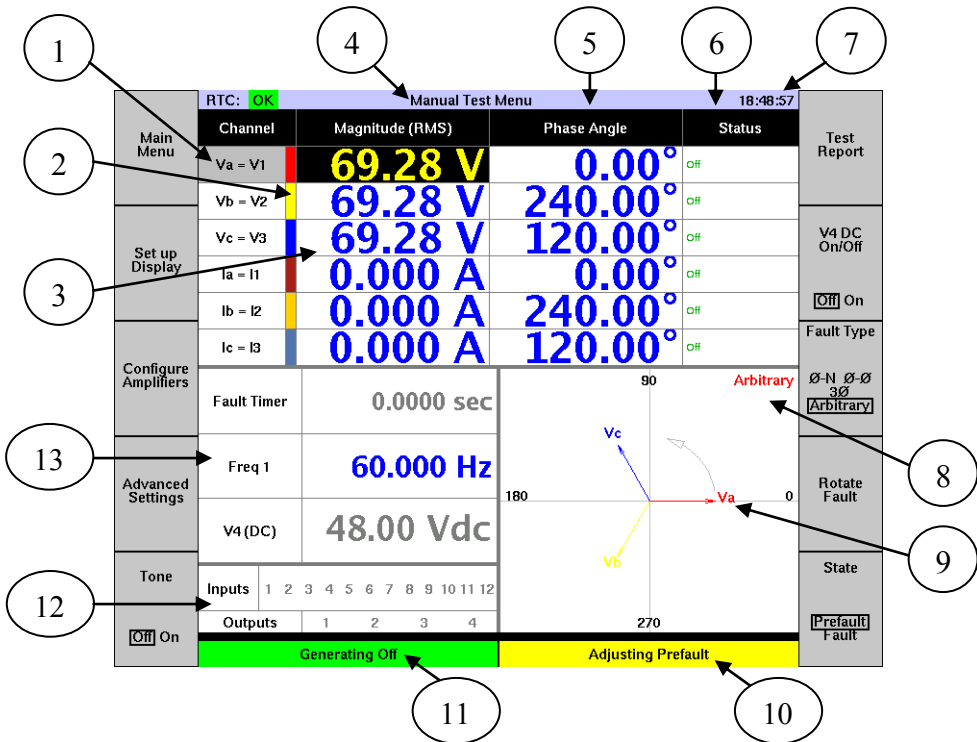 1
4
5
6
7
2
3
13
12
11
10
9
8
Main
Menu
Set up
Display
Configure
Amplifiers
Advanced
Settings
Tone
Off On
RTC: OK Manual Test Menu 18:48:57
Channel Magnitude (RMS) Phase Angle Status
Va = V1 69.28 V 0.00° Off
Vb = V2 69.28 V 240.00° Off
Vc = V3 69.28 V 120.00° Off
Ia = I1 0.000 A 0.00° Off
Ib = I2 0.000 A 240.00° Off
Ic = I3 0.000 A 120.00° Off
Fault Timer 0.0000 sec
Freq 1 60.000 Hz
V4 (DC) 48.00 Vdc
Inputs 1 2 3 4 5 6 7 8 9 10 11 12
Outputs 1 2 3 4
90 Arbitrary
Vc
180 Va 0
Vb
270
Generating Off Adjusting Prefault
Test
Report
V4 DC
On/Off
Off On
Fault Type
Ø-N Ø-Ø
3Ø
Arbitrary
Rotate
Fault
State
Prefault
Fault